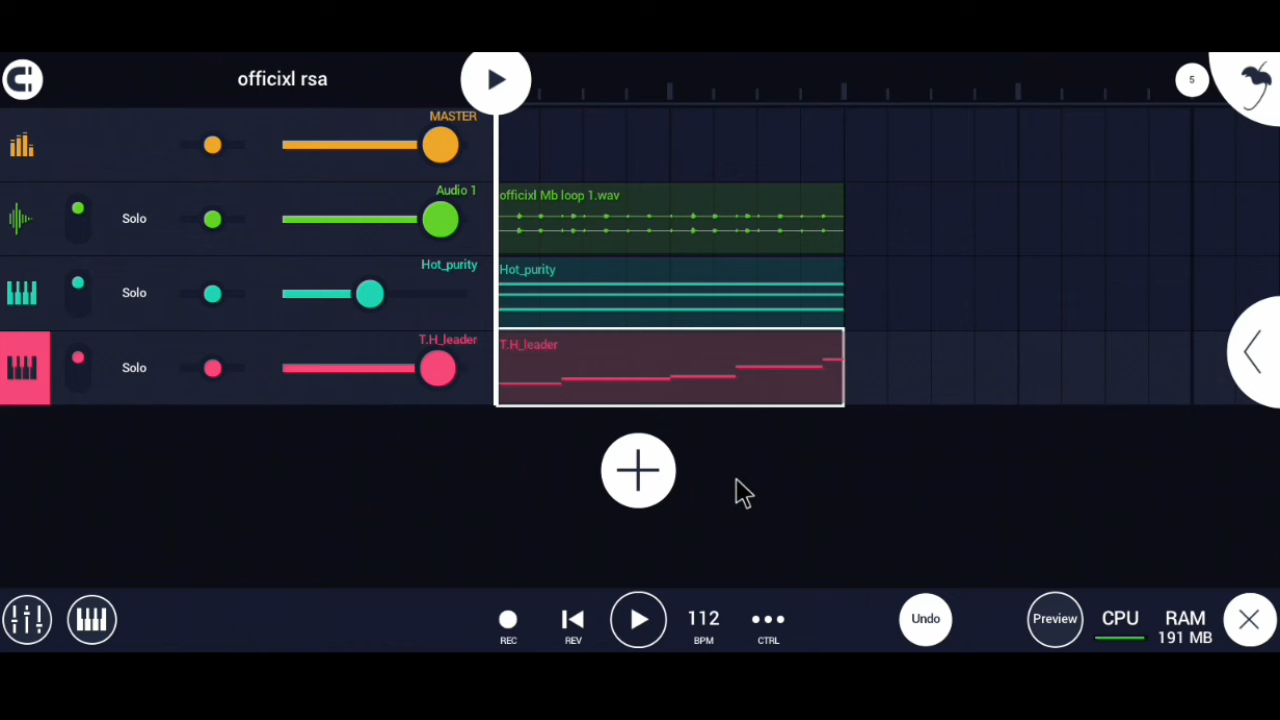 officixl rsa
5
MASTER
Audio 1
Solo
officixl Mb loop 1.wav
Hot_purity
Solo
Hot_purity
T.H_leader
Solo
T.H_leader
REC
REV
112
BPM
CTRL
Undo
Preview
CPU
RAM
191 MB